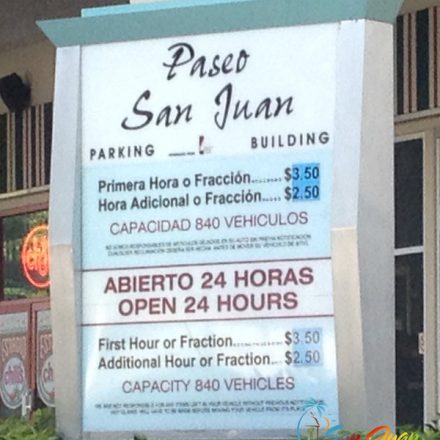 Paseo
San Juan
PARKING BUILDING
Primera Hora o Fracción........ $3.50
Hora Adicional o Fracción...... $2.50
CAPACIDAD 840 VEHICULOS
ABIERTO 24 HORAS
OPEN 24 HOURS
First Hour or Fraction.......... $3.50
Additional Hour or Fraction.... $2.50
CAPACITY 840 VEHICLES
chili's